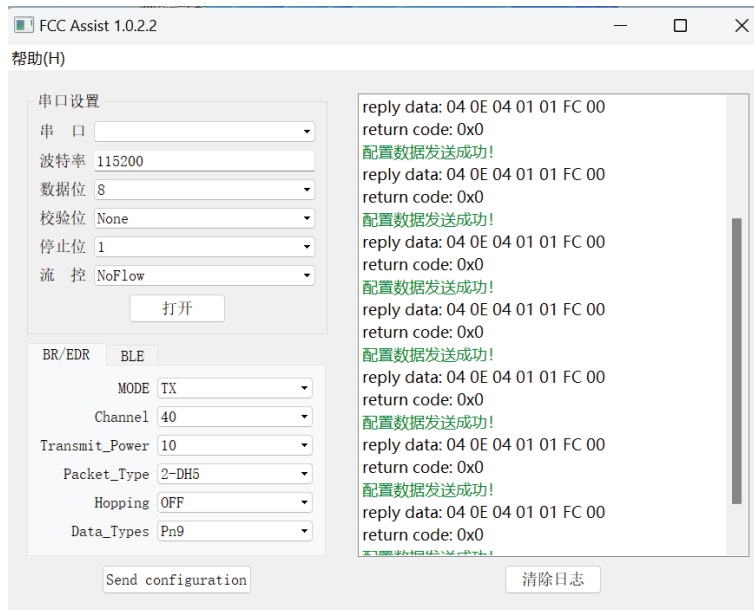 FCC Assist 1.0.2.2
帮助(H)
串口设置
串 口
波特率 115200
数据位 8
校验位 None
停止位 1
流 控 NoFlow
打开
BR/EDR BLE
MODE TX
Channel 40
Transmit_Power 10
Packet_Type 2-DH5
Hopping OFF
Data_Types Pn9
Send configuration
reply data: 04 0E 04 01 01 FC 00
return code: 0x0
配置数据发送成功!
reply data: 04 0E 04 01 01 FC 00
return code: 0x0
配置数据发送成功!
reply data: 04 0E 04 01 01 FC 00
return code: 0x0
配置数据发送成功!
reply data: 04 0E 04 01 01 FC 00
return code: 0x0
配置数据发送成功!
reply data: 04 0E 04 01 01 FC 00
return code: 0x0
配置数据发送成功!
reply data: 04 0E 04 01 01 FC 00
return code: 0x0
配置数据发送成功!
reply data: 04 0E 04 01 01 FC 00
return code: 0x0
清除日志